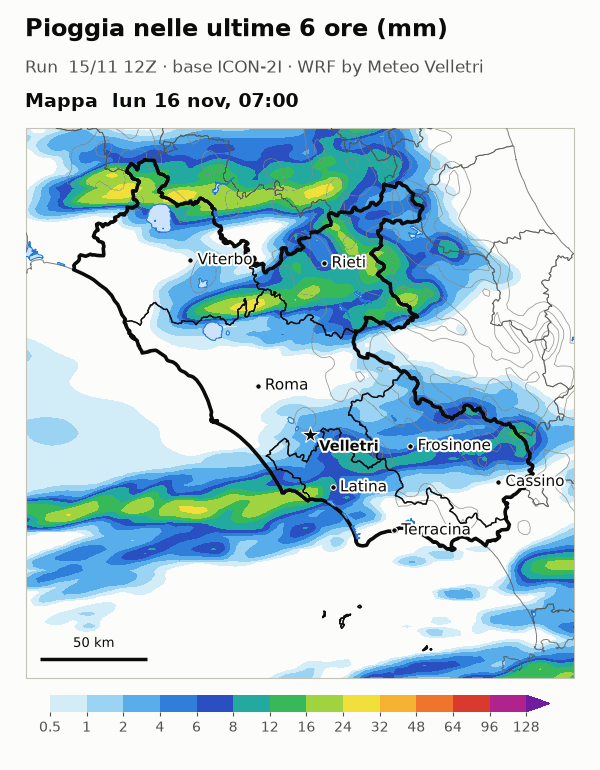 Pioggia nelle ultime 6 ore (mm)
Run 15/11 12Z · base ICON-2I · WRF by Meteo Velletri
Mappa lun 16 nov, 07:00
Viterbo
Rieti
Roma
Velletri
Frosinone
Latina
Cassino
Terracina
50 km
0.5 1 2 4 6 8 12 16 24 32 48 64 96 128